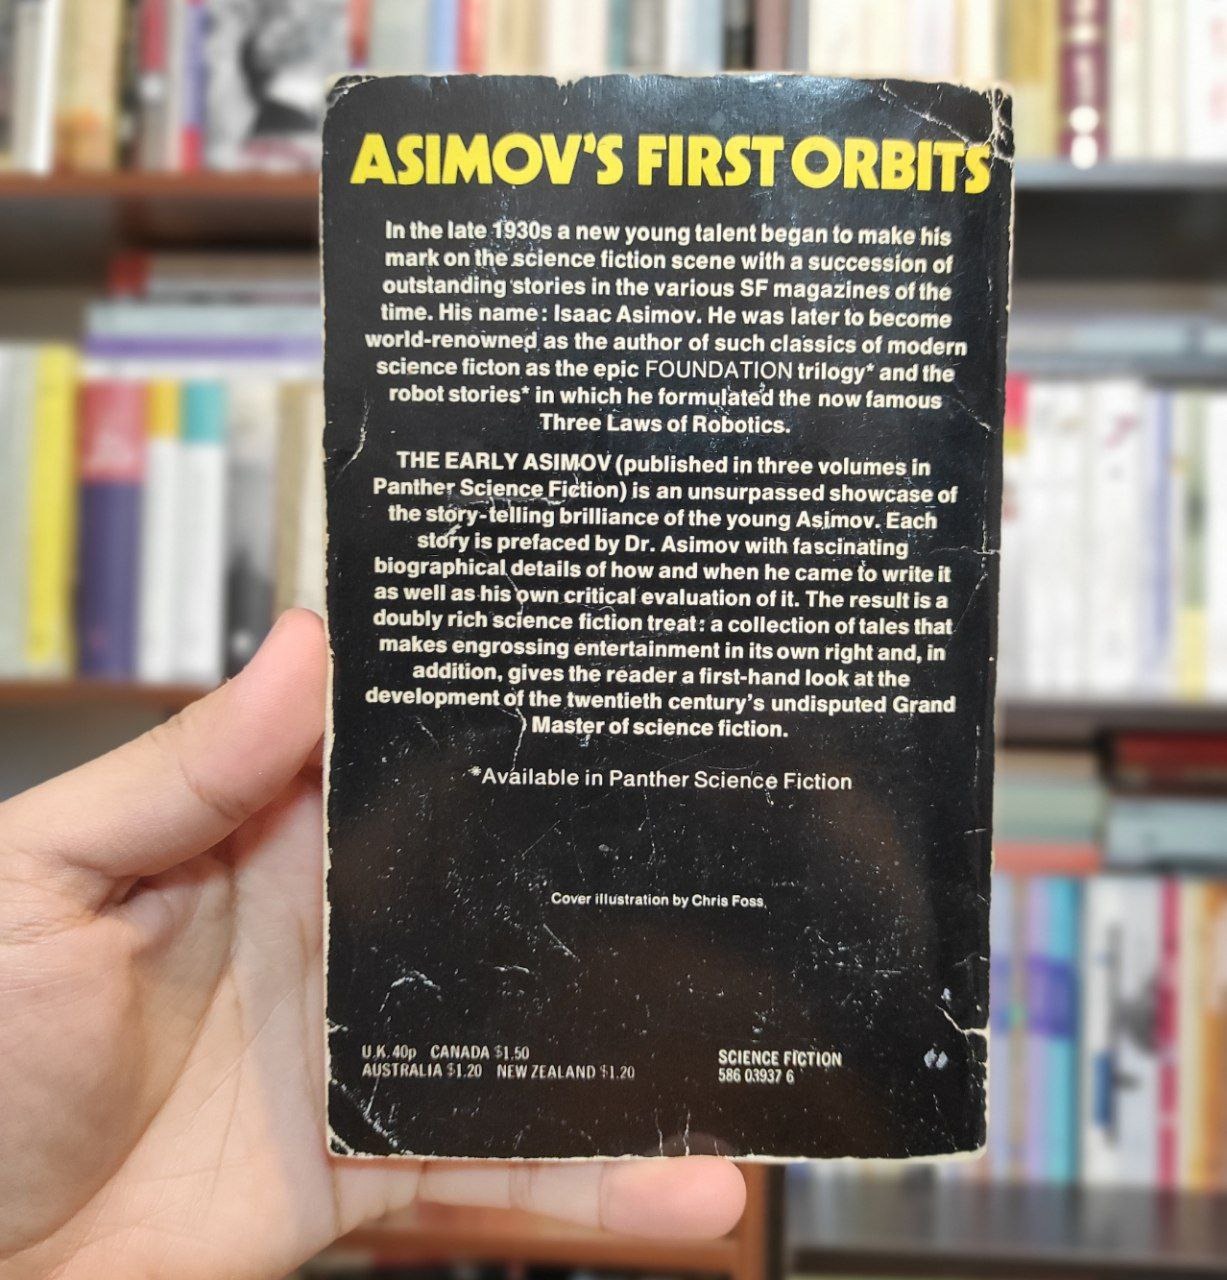 ASIMOV'S FIRST ORBITS
In the late 1930s a new young talent began to make his
mark on the science fiction scene with a succession of
outstanding stories in the various SF magazines of the
time. His name: Isaac Asimov. He was later to become
world-renowned as the author of such classics of modern
science ficton as the epic FOUNDATION trilogy* and the
robot stories* in which he formulated the now famous
Three Laws of Robotics.
THE EARLY ASIMOV (published in three volumes in
Panther Science Fiction) is an unsurpassed showcase of
the story-telling brilliance of the young Asimov. Each
story is prefaced by Dr. Asimov with fascinating
biographical details of how and when he came to write it
as well as his own critical evaluation of it. The result is a
doubly rich science fiction treat: a collection of tales that
makes engrossing entertainment in its own right and, in
addition, gives the reader a first-hand look at the
development of the twentieth century's undisputed Grand
Master of science fiction.
*Available in Panther Science Fiction
Cover illustration by Chris Foss
U.K. 40p CANADA $1.50
AUSTRALIA $1.20 NEW ZEALAND $1.20
SCIENCE FICTION
586 03937 6